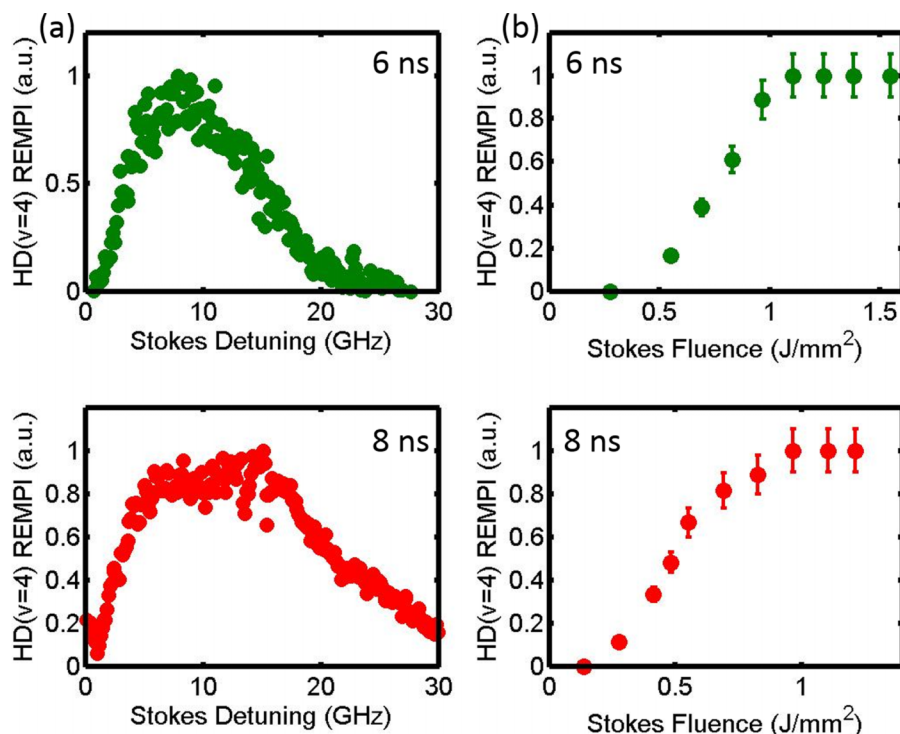 (a)
6 ns
HD(v=4) REMPI (a.u.)
1
0.5
0
0 10 20 30
Stokes Detuning (GHz)
(b)
6 ns
HD(v=4) REMPI (a.u.)
1
0.8
0.6
0.4
0.2
0
0 0.5 1 1.5
Stokes Fluence (J/mm²)
8 ns
HD(v=4) REMPI (a.u.)
1
0.8
0.6
0.4
0.2
0
0 10 20 30
Stokes Detuning (GHz)
8 ns
HD(v=4) REMPI (a.u.)
1
0.8
0.6
0.4
0.2
0
0 0.5 1
Stokes Fluence (J/mm²)